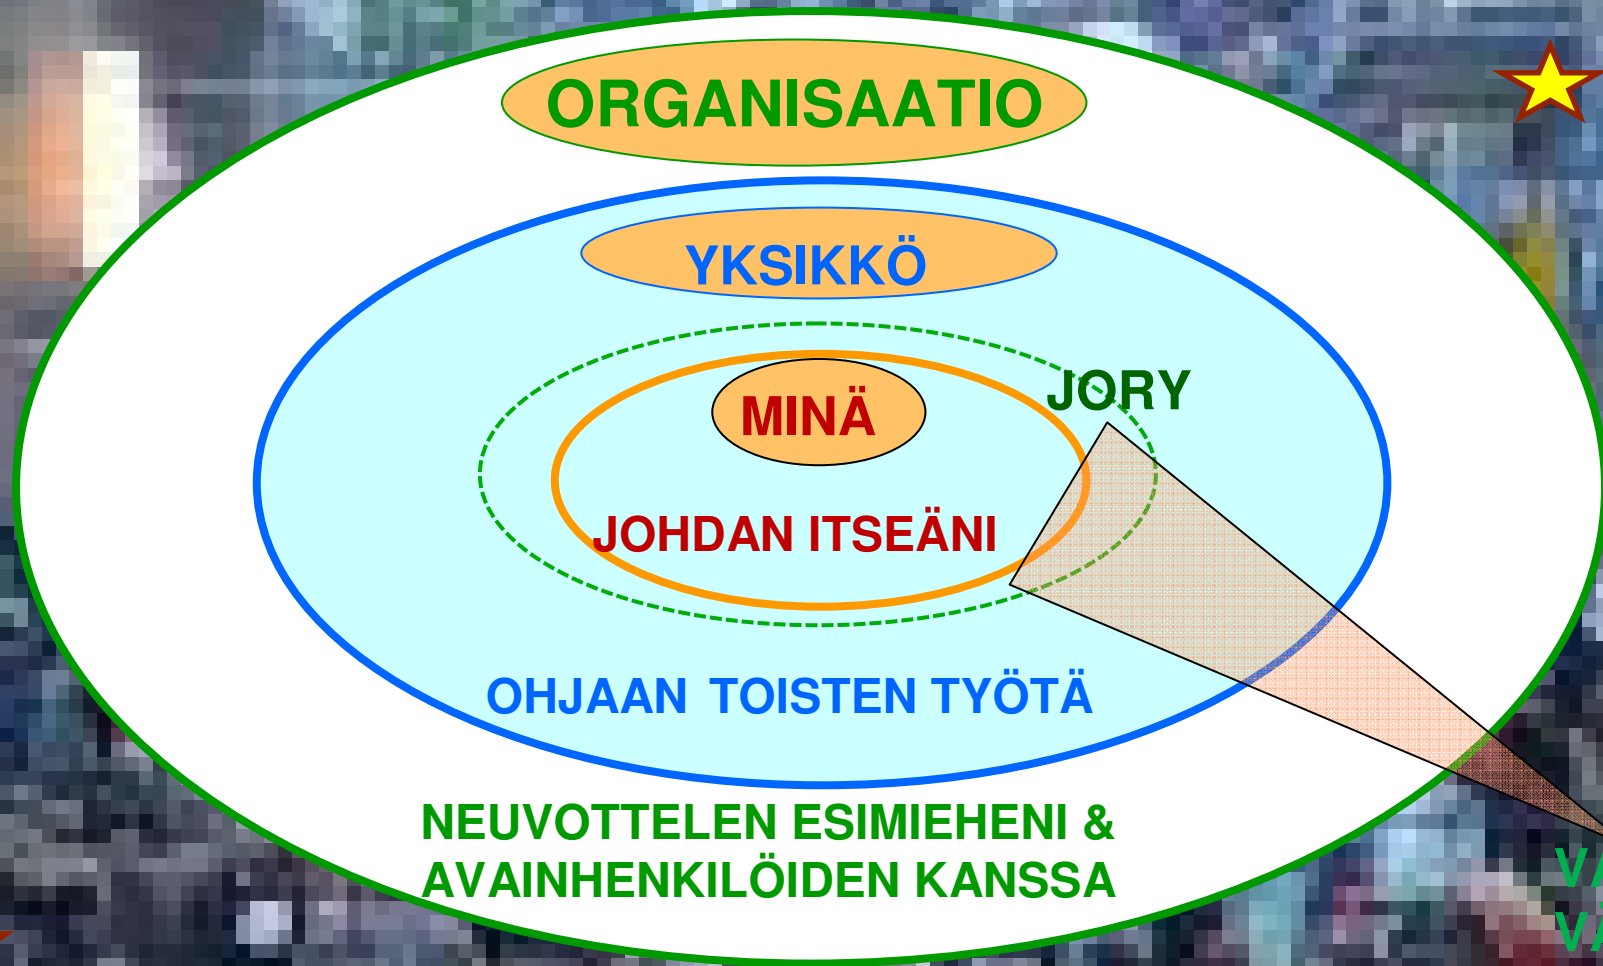 ORGANISAATIO
YKSIKKÖ
MINÄ
JORY
JOHDAN ITSEÄNI
OHJAAN TOISTEN TYÖTÄ
NEUVOTTELEN ESIMIEHENI &
AVAINHENKILÖIDEN KANSSA